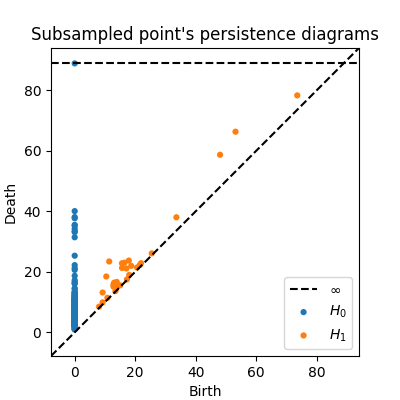 Subsampled point's persistence diagrams
80
60
40
20
0
Death
0 20 40 60 80
Birth
∞
H₀
H₁